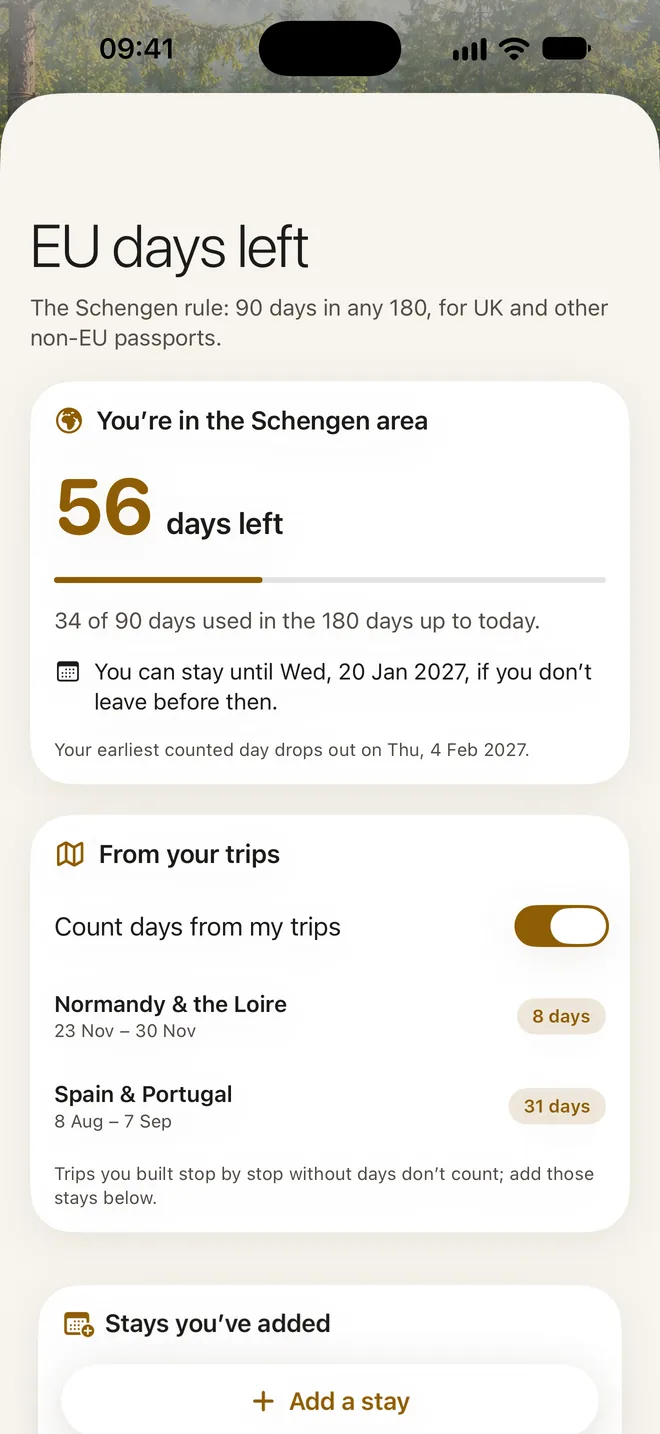 09:41
EU days left
The Schengen rule: 90 days in any 180, for UK and other
non-EU passports.
You’re in the Schengen area
56 days left
34 of 90 days used in the 180 days up to today.
You can stay until Wed, 20 Jan 2027, if you don’t
leave before then.
Your earliest counted day drops out on Thu, 4 Feb 2027.
From your trips
Count days from my trips
Normandy & the Loire
8 days
23 Nov – 30 Nov
Spain & Portugal
31 days
8 Aug – 7 Sep
Trips you built stop by stop without days don’t count; add those
stays below.
Stays you’ve added
+ Add a stay